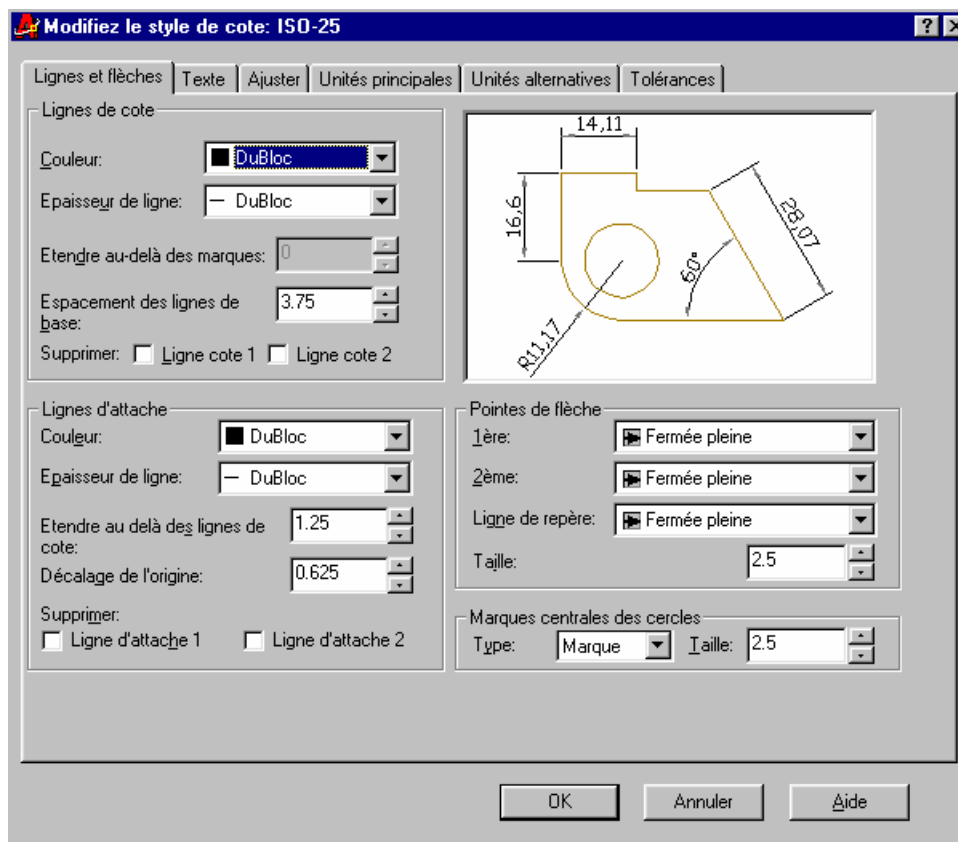 Modifiez le style de cote: ISO-25
Lignes et flèches
Texte
Ajuster
Unités principales
Unités alternatives
Tolérances
Lignes de cote
Couleur:
DuBloc
Epaisseur de ligne:
DuBloc
Etendre au-delà des marques:
0
Espacement des lignes de
base:
3.75
Supprimer:
Ligne cote 1
Ligne cote 2
14,11
16,6
28,07
60°
R11,17
Lignes d'attache
Couleur:
DuBloc
Epaisseur de ligne:
DuBloc
Etendre au delà des lignes de
cote:
1.25
Décalage de l'origine:
0.625
Supprimer:
Ligne d'attache 1
Ligne d'attache 2
Pointes de flèche
1ère:
Fermée pleine
2ème:
Fermée pleine
Ligne de repère:
Fermée pleine
Taille:
2.5
Marques centrales des cercles
Type:
Marque
Taille:
2.5
OK
Annuler
Aide